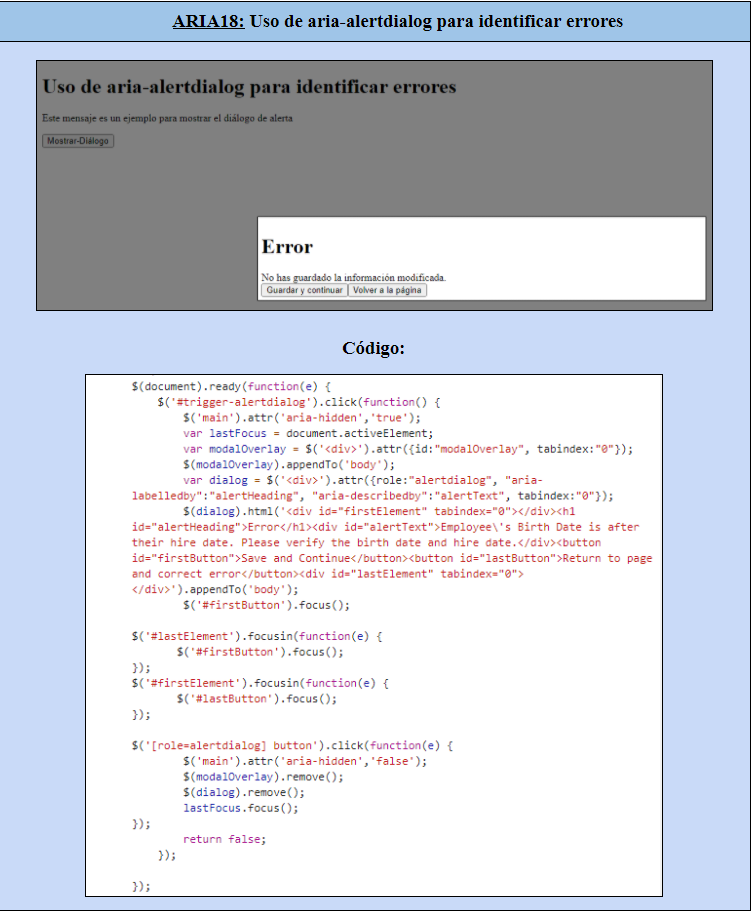 ARIA18: Uso de aria-alertdialog para identificar errores
Uso de aria-alertdialog para identificar errores
Este mensaje es un ejemplo para mostrar el diálogo de alerta
Mostrar-Diálogo
Error
No has guardado la información modificada.
Guardar y continuar Volver a la página
Código:
$(document).ready(function(e) {
$('#trigger-alertdialog').click(function() {
$('main').attr('aria-hidden','true');
var lastFocus = document.activeElement;
var modalOverlay = $('<div>').attr({id:"modalOverlay", tabindex:"0"});
$(modalOverlay).appendTo('body');
var dialog = $('<div>').attr({role:"alertdialog", "aria-
labelledby":"alertHeading", "aria-describedby":"alertText", tabindex:"0"});
$(dialog).html('<div id="firstElement" tabindex="0"></div><h1
id="alertHeading">Error</h1><div id="alertText">Employee\'s Birth Date is after
their hire date. Please verify the birth date and hire date.</div><button
id="firstButton">Save and Continue</button><button id="lastButton">Return to page
and correct error</button><div id="lastElement" tabindex="0">
</div>').appendTo('body');
$('#firstButton').focus();
$('#lastElement').focusin(function(e) {
$('#firstButton').focus();
});
$('#firstElement').focusin(function(e) {
$('#lastButton').focus();
});
$('[role=alertdialog] button').click(function(e) {
$('main').attr('aria-hidden','false');
$(modalOverlay).remove();
$(dialog).remove();
lastFocus.focus();
});
return false;
});
});